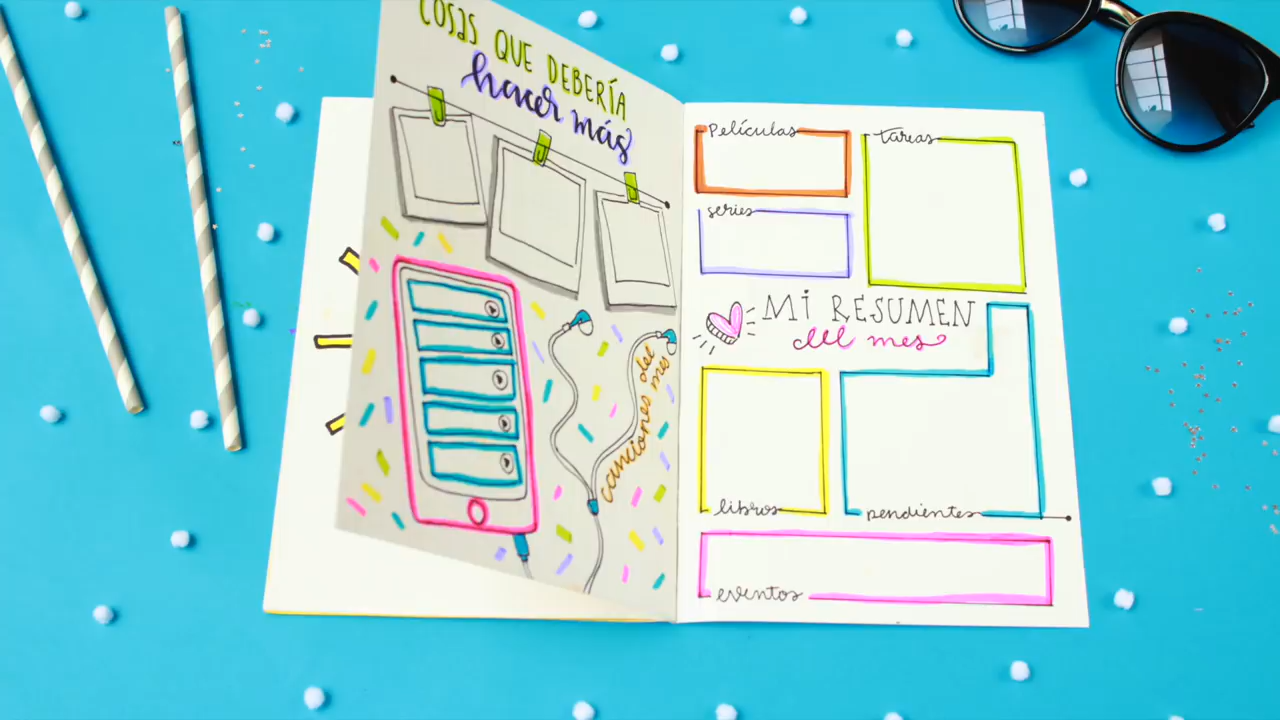 COSAS QUE DEBERÍA
hacer más
canciones del
mes
Películas
tareas
series
MI RESUMEN
del mes
libros
pendientes
eventos